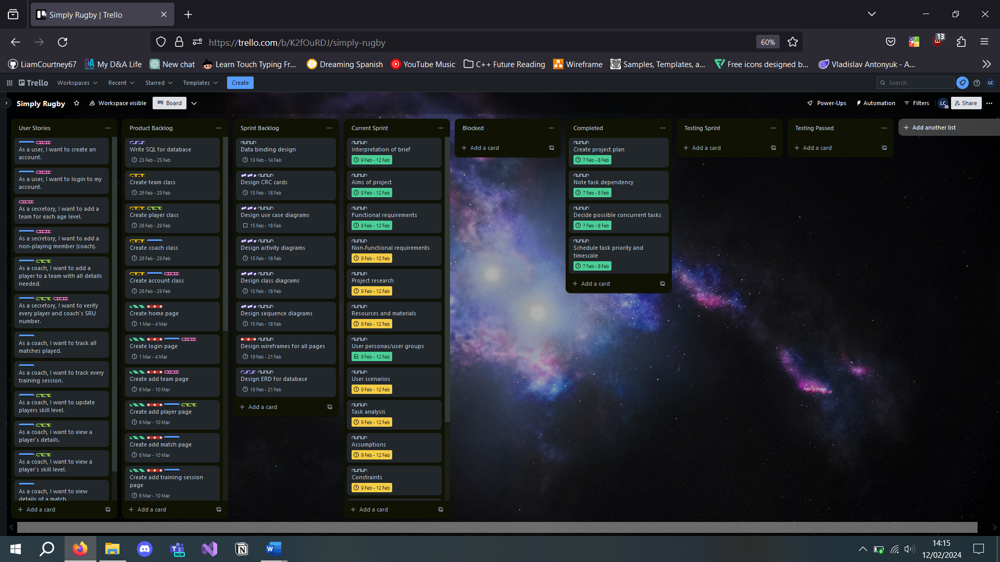 Simply Rugby | Trello
https://trello.com/b/K2fOuRDJ/simply-rugby
60%
13
LiamCourtney67
My D&A Life
New chat
Learn Touch Typing Fr...
Dreaming Spanish
YouTube Music
C++ Future Reading
Wireframe
Samples, Templates, a...
Free icons designed b...
Vladislav Antonyuk - A...
Trello
Workspaces
Recent
Starred
Templates
Create
Search
LC
Simply Rugby
Workspace visible
Board
Power-Ups
Automation
Filters
LC
Share
User Stories
As a user, I want to create an
account.
As a user, I want to login to my
account.
As a secretory, I want to add a
team for each age level.
As a secretory, I want to add a
non-playing member (coach).
As a coach, I want to add a
player to a team with all details
needed.
As a secretory, I want to verify
every player and coach's SRU
number.
As a coach, I want to track all
matches played.
As a coach, I want to track every
training session.
As a coach, I want to update
players skill level.
As a coach, I want to view a
player's details.
As a coach, I want to view a
player's skill level.
As a coach, I want to view
details of a match.
Add a card
Product Backlog
Write SQL for database
23 Feb - 25 Feb
Create team class
26 Feb - 29 Feb
Create player class
26 Feb - 29 Feb
Create coach class
26 Feb - 29 Feb
Create account class
26 Feb - 29 Feb
Create home page
1 Mar - 4 Mar
Create login page
1 Mar - 4 Mar
Create add team page
6 Mar - 10 Mar
Create add player page
6 Mar - 10 Mar
Create add match page
6 Mar - 10 Mar
Create add training session
page
6 Mar - 10 Mar
Add a card
Sprint Backlog
Data binding design
13 Feb - 14 Feb
Design CRC cards
15 Feb - 18 Feb
Design use case diagrams
15 Feb - 18 Feb
Design activity diagrams
15 Feb - 18 Feb
Design class diagrams
15 Feb - 18 Feb
Design sequence diagrams
15 Feb - 18 Feb
Design wireframes for all pages
19 Feb - 21 Feb
Design ERD for database
19 Feb - 21 Feb
Add a card
Current Sprint
Interpretation of brief
9 Feb - 12 Feb
Aims of project
9 Feb - 12 Feb
Functional requirements
9 Feb - 12 Feb
Non-functional requirements
9 Feb - 12 Feb
Project research
9 Feb - 12 Feb
Resources and materials
9 Feb - 12 Feb
User personas/user groups
9 Feb - 12 Feb
User scenarios
9 Feb - 12 Feb
Task analysis
9 Feb - 12 Feb
Assumptions
9 Feb - 12 Feb
Constraints
9 Feb - 12 Feb
Add a card
Blocked
Add a card
Completed
Create project plan
7 Feb - 8 Feb
Note task dependency
7 Feb - 8 Feb
Decide possible concurrent tasks
7 Feb - 8 Feb
Schedule task priority and
timescale
7 Feb - 8 Feb
Add a card
Testing Sprint
Add a card
Testing Passed
Add a card
Add another list
NEW
14:15
12/02/2024